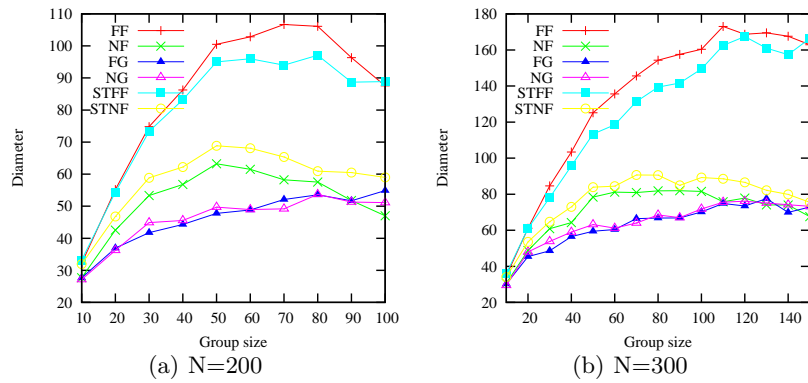 110
100
90
80
70
60
50
40
30
20
Diameter
FF
NF
FG
NG
STFF
STNF
10 20 30 40 50 60 70 80 90 100
Group size
(a) N=200
180
160
140
120
100
80
60
40
20
Diameter
FF
NF
FG
NG
STFF
STNF
20 40 60 80 100 120 140
Group size
(b) N=300